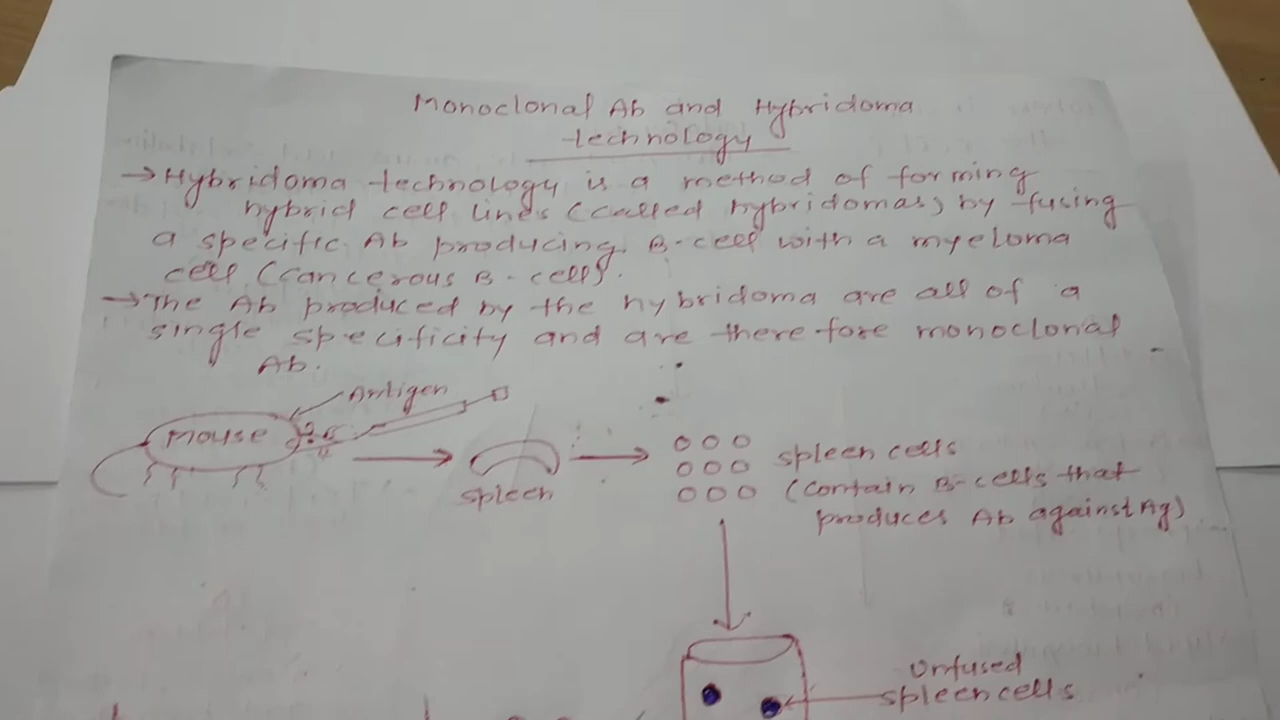 Monoclonal Ab and Hybridoma
technology
→ Hybridoma technology is a method of forming
hybrid cell lines (called hybridomas) by fusing
a specific Ab producing B-cell with a myeloma
cell (cancerous B-cell).
→ The Ab produced by the hybridoma are all of a
single specificity and are therefore monoclonal
Ab.
Antigen
Mouse
spleen
spleen cells
(contain B-cells that
produces Ab against Ag)
Unfused
spleen cells